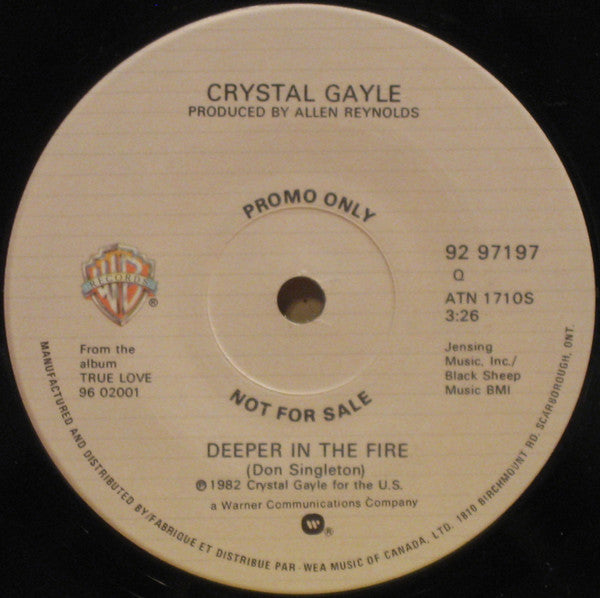 CRYSTAL GAYLE
PRODUCED BY ALLEN REYNOLDS
PROMO ONLY
WB
RECORDS
®
92 97197
Q
ATN 1710S
3:26
From the
album
TRUE LOVE
96 02001
Jensing
Music, Inc./
Black Sheep
Music BMI
NOT FOR SALE
DEEPER IN THE FIRE
(Don Singleton)
℗ 1982 Crystal Gayle for the U.S.
a Warner Communications Company
®
MANUFACTURED AND DISTRIBUTED BY/FABRIQUE ET DISTRIBUE PAR - WEA MUSIC OF CANADA, LTD. 1810 BIRCHMOUNT RD. SCARBOROUGH, ONT.